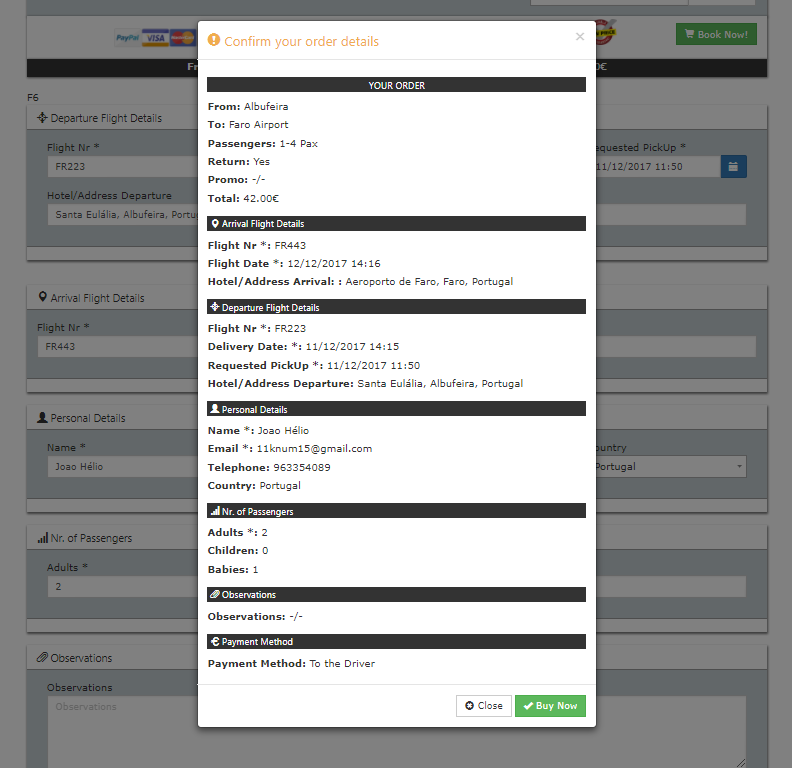 PayPal VISA MasterCard
Book Now!
Fr
0€
F6
Departure Flight Details
Flight Nr *
equested PickUp *
FR223
11/12/2017 11:50
Hotel/Address Departure
Santa Eulália, Albufeira, Portu
Arrival Flight Details
Flight Nr *
FR443
Personal Details
Name *
ountry
Joao Hélio
Portugal
Nr. of Passengers
Adults *
2
Observations
Observations
Observations
Confirm your order details
×
YOUR ORDER
From: Albufeira
To: Faro Airport
Passengers: 1-4 Pax
Return: Yes
Promo: -/-
Total: 42.00€
Arrival Flight Details
Flight Nr *: FR443
Flight Date *: 12/12/2017 14:16
Hotel/Address Arrival: : Aeroporto de Faro, Faro, Portugal
Departure Flight Details
Flight Nr *: FR223
Delivery Date: *: 11/12/2017 14:15
Requested PickUp *: 11/12/2017 11:50
Hotel/Address Departure: Santa Eulália, Albufeira, Portugal
Personal Details
Name *: Joao Hélio
Email *: 11knum15@gmail.com
Telephone: 963354089
Country: Portugal
Nr. of Passengers
Adults *: 2
Children: 0
Babies: 1
Observations
Observations: -/-
€ Payment Method
Payment Method: To the Driver
Close
Buy Now